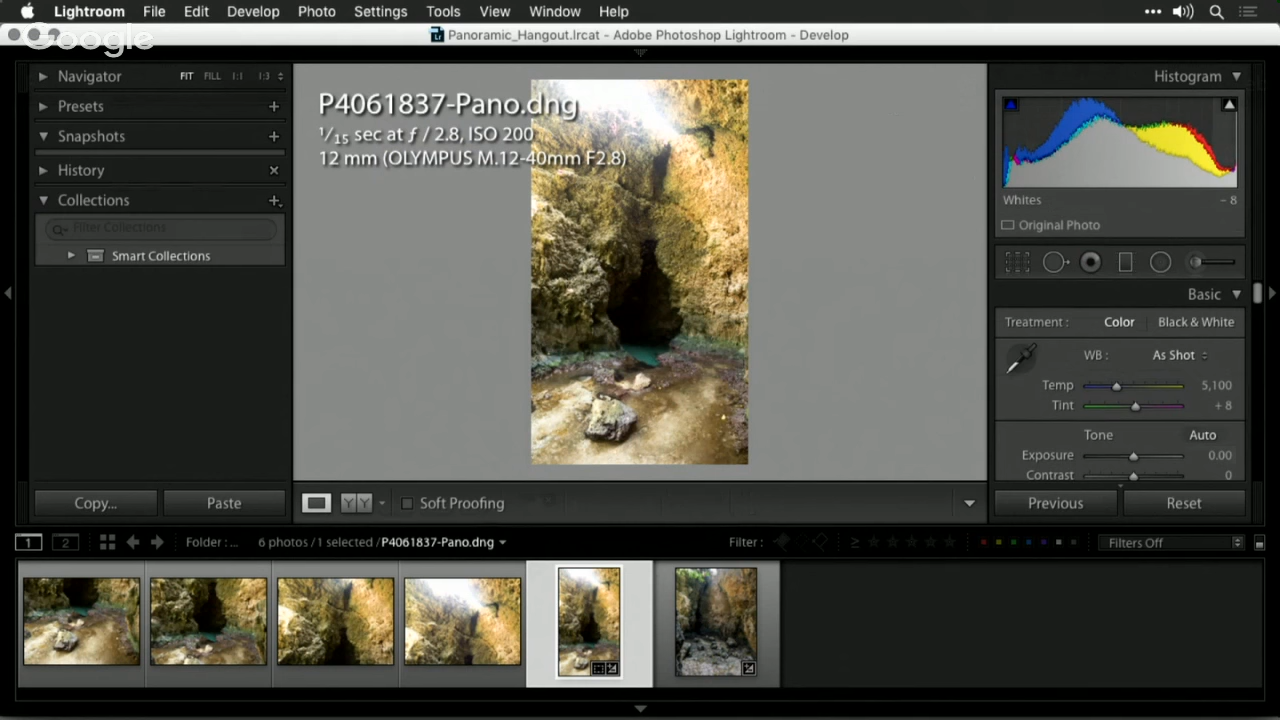 Lightroom File Edit Develop Photo Settings Tools View Window Help
Google
Panoramic_Hangout.lrcat - Adobe Photoshop Lightroom - Develop
Navigator FIT FILL 1:1 1:3
Presets
Snapshots
History
Collections
Filter Collections
Smart Collections
Copy... Paste
P4061837-Pano.dng
1/15 sec at ƒ / 2.8, ISO 200
12 mm (OLYMPUS M.12-40mm F2.8)
Soft Proofing
Histogram
Whites - 8
Original Photo
Basic
Treatment : Color Black & White
WB : As Shot
Temp 5,100
Tint + 8
Tone Auto
Exposure 0.00
Contrast 0
Previous Reset
1 2 Folder : ... 6 photos / 1 selected / P4061837-Pano.dng Filter : Filters Off